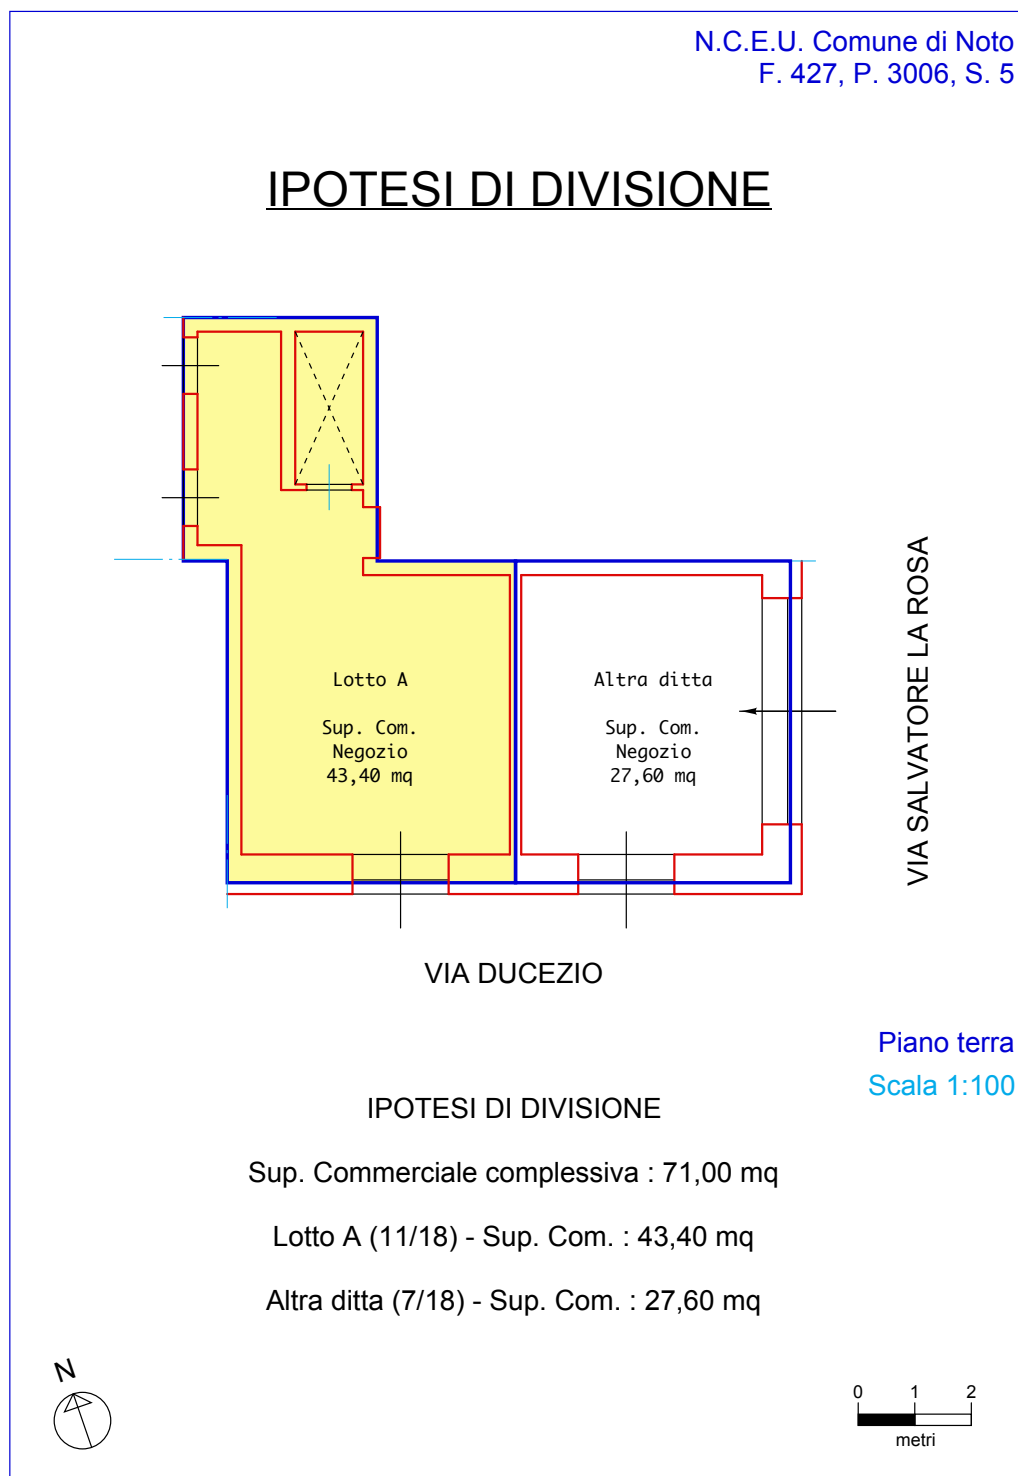 N.C.E.U. Comune di Noto
F. 427, P. 3006, S. 5
IPOTESI DI DIVISIONE
Lotto A
Sup. Com.
Negozio
43,40 mq
Altra ditta
Sup. Com.
Negozio
27,60 mq
VIA SALVATORE LA ROSA
VIA DUCEZIO
Piano terra
Scala 1:100
IPOTESI DI DIVISIONE
Sup. Commerciale complessiva : 71,00 mq
Lotto A (11/18) - Sup. Com. : 43,40 mq
Altra ditta (7/18) - Sup. Com. : 27,60 mq
N
0 1 2
metri